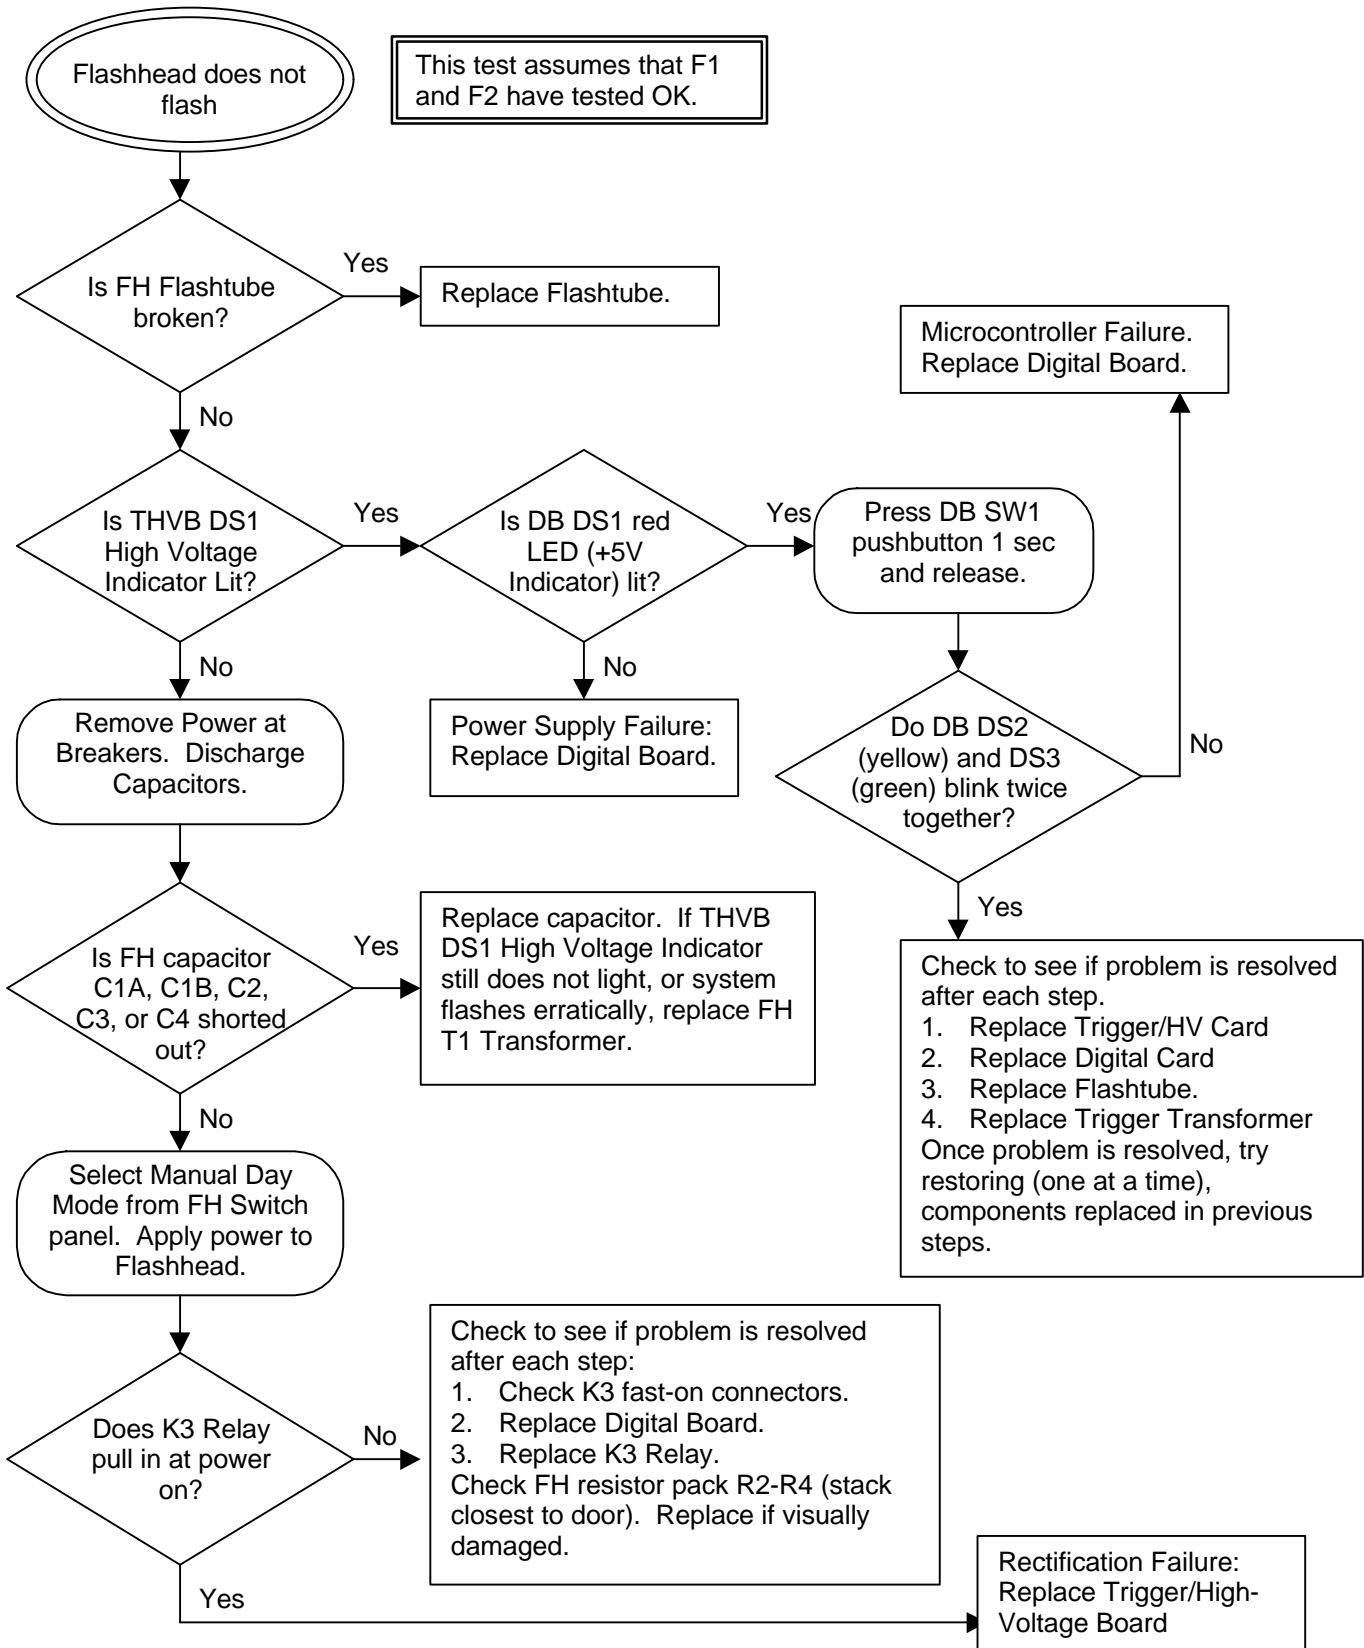 Flashhead does not
flash
This test assumes that F1
and F2 have tested OK.
Is FH Flashtube
broken?
Yes
Replace Flashtube.
No
Microcontroller Failure.
Replace Digital Board.
Is THVB DS1
High Voltage
Indicator Lit?
Yes
Is DB DS1 red
LED (+5V
Indicator) lit?
Yes
Press DB SW1
pushbutton 1 sec
and release.
No
No
Remove Power at
Breakers.  Discharge
Capacitors.
Power Supply Failure:
Replace Digital Board.
Do DB DS2
(yellow) and DS3
(green) blink twice
together?
No
Yes
Is FH capacitor
C1A, C1B, C2,
C3, or C4 shorted
out?
Yes
Replace capacitor.  If THVB
DS1 High Voltage Indicator
still does not light, or system
flashes erratically, replace FH
T1 Transformer.
Check to see if problem is resolved
after each step.
1. Replace Trigger/HV Card
2. Replace Digital Card
3. Replace Flashtube.
4. Replace Trigger Transformer
Once problem is resolved, try
restoring (one at a time),
components replaced in previous
steps.
No
Select Manual Day
Mode from FH Switch
panel.  Apply power to
Flashhead.
Does K3 Relay
pull in at power
on?
No
Check to see if problem is resolved
after each step:
1. Check K3 fast-on connectors.
2. Replace Digital Board.
3. Replace K3 Relay.
Check FH resistor pack R2-R4 (stack
closest to door).  Replace if visually
damaged.
Yes
Rectification Failure:
Replace Trigger/High-
Voltage Board